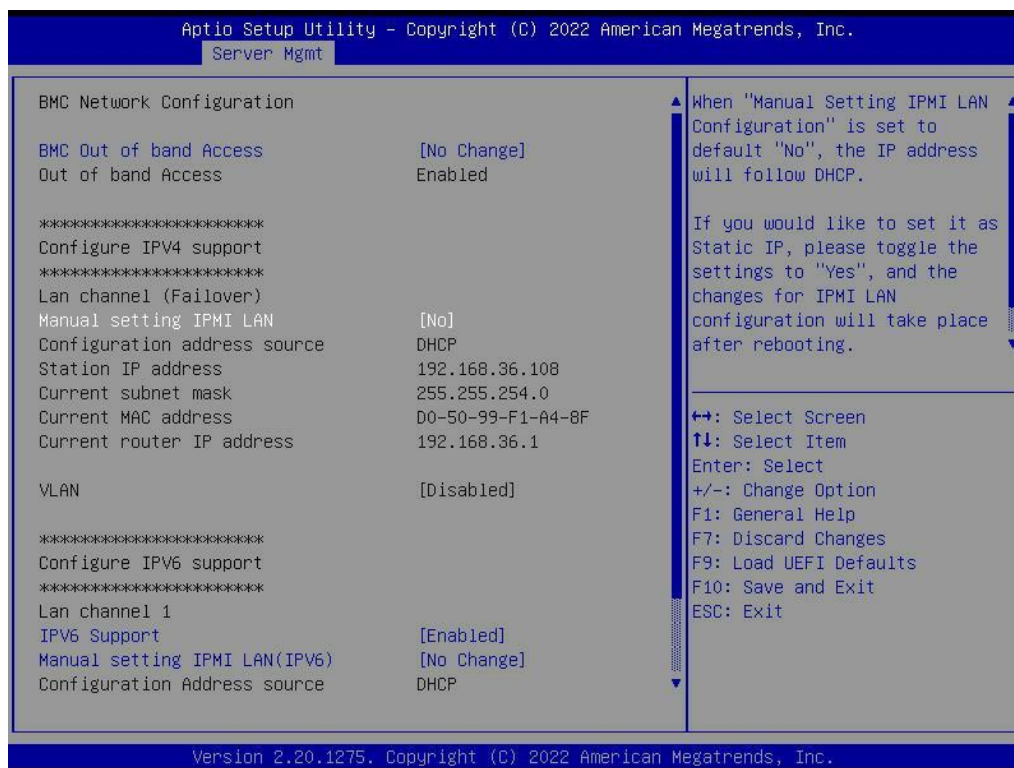 Aptio Setup Utility – Copyright (C) 2022 American Megatrends, Inc.
Server Mgmt
BMC Network Configuration
BMC Out of band Access [No Change]
Out of band Access Enabled
***********************
Configure IPV4 support
***********************
Lan channel (Failover)
Manual setting IPMI LAN [No]
Configuration address source DHCP
Station IP address 192.168.36.108
Current subnet mask 255.255.254.0
Current MAC address D0-50-99-F1-A4-8F
Current router IP address 192.168.36.1
VLAN [Disabled]
***********************
Configure IPV6 support
***********************
Lan channel 1
IPV6 Support [Enabled]
Manual setting IPMI LAN(IPV6) [No Change]
Configuration Address source DHCP
When "Manual Setting IPMI LAN
Configuration" is set to
default "No", the IP address
will follow DHCP.
If you would like to set it as
Static IP, please toggle the
settings to "Yes", and the
changes for IPMI LAN
configuration will take place
after rebooting.
↔: Select Screen
↑↓: Select Item
Enter: Select
+/-: Change Option
F1: General Help
F7: Discard Changes
F9: Load UEFI Defaults
F10: Save and Exit
ESC: Exit
Version 2.20.1275. Copyright (C) 2022 American Megatrends, Inc.